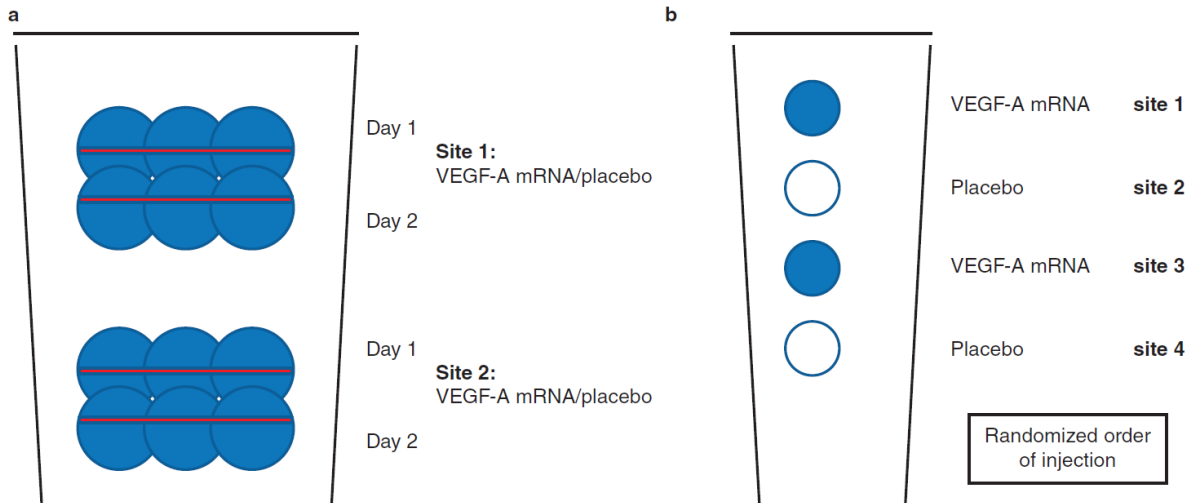 a
Day 1
Site 1:
VEGF-A mRNA/placebo
Day 2
Day 1
Site 2:
VEGF-A mRNA/placebo
Day 2
b
VEGF-A mRNA site 1
Placebo site 2
VEGF-A mRNA site 3
Placebo site 4
Randomized order
of injection